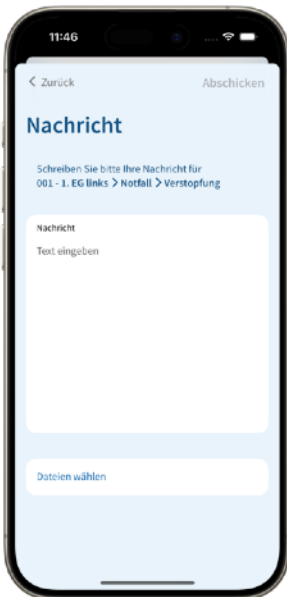 11:46
Zurück
Abschicken
Nachricht
Schreiben Sie bitte Ihre Nachricht für
001 - 1. EG links > Notfall > Verstopfung
Nachricht
Text eingeben
Dateien wählen